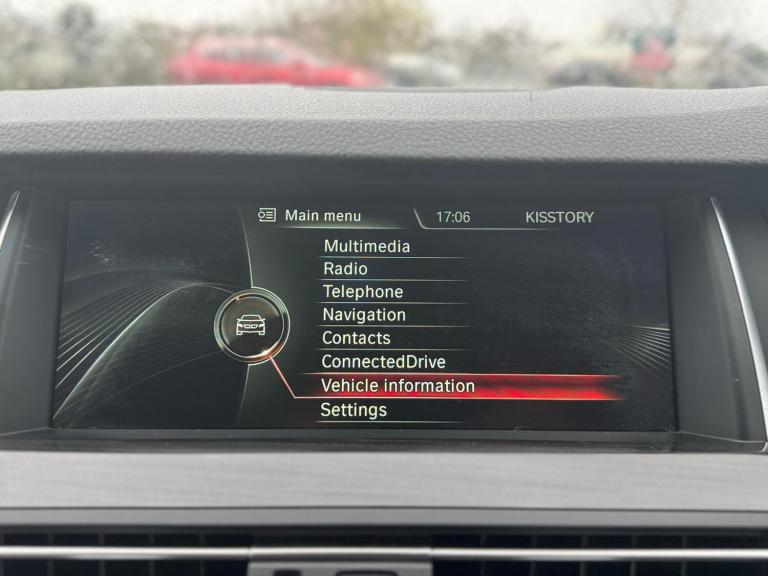 Main menu 17:06 KISSTORY
Multimedia
Radio
Telephone
Navigation
Contacts
ConnectedDrive
Vehicle information
Settings